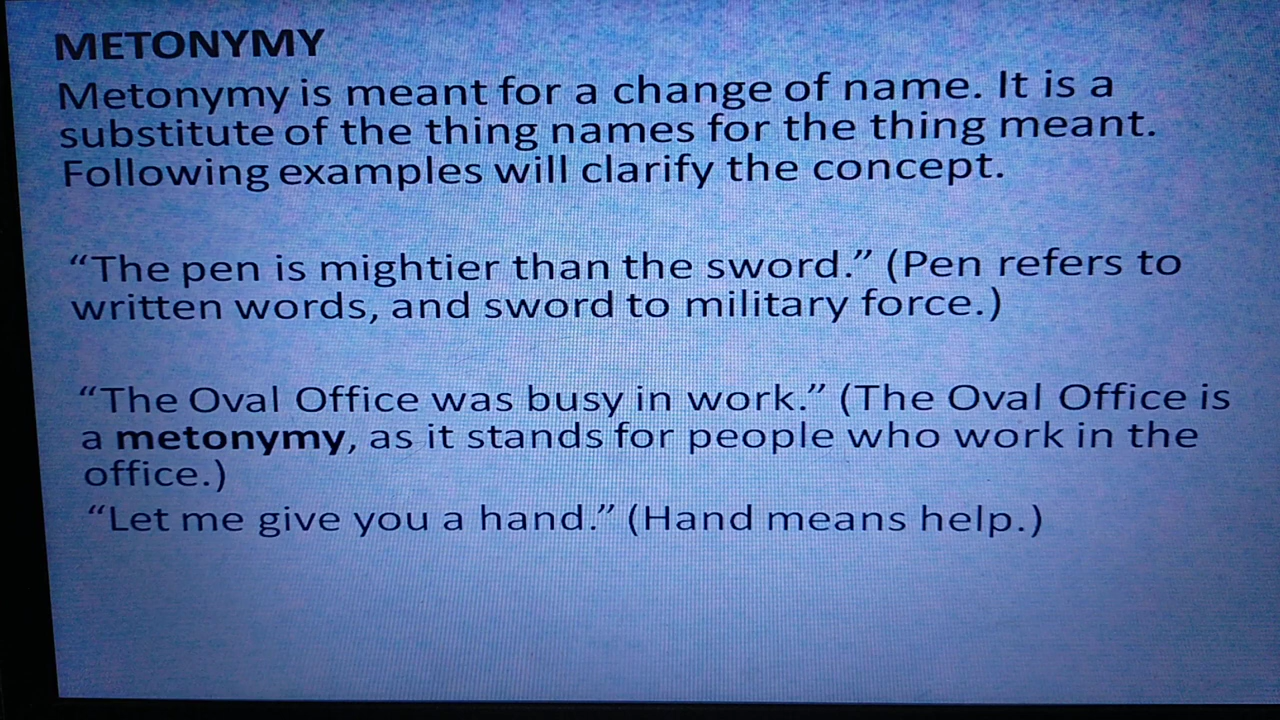 METONYMY
Metonymy is meant for a change of name. It is a
substitute of the thing names for the thing meant.
Following examples will clarify the concept.
“The pen is mightier than the sword.” (Pen refers to
written words, and sword to military force.)
“The Oval Office was busy in work.” (The Oval Office is
a metonymy, as it stands for people who work in the
office.)
“Let me give you a hand.” (Hand means help.)